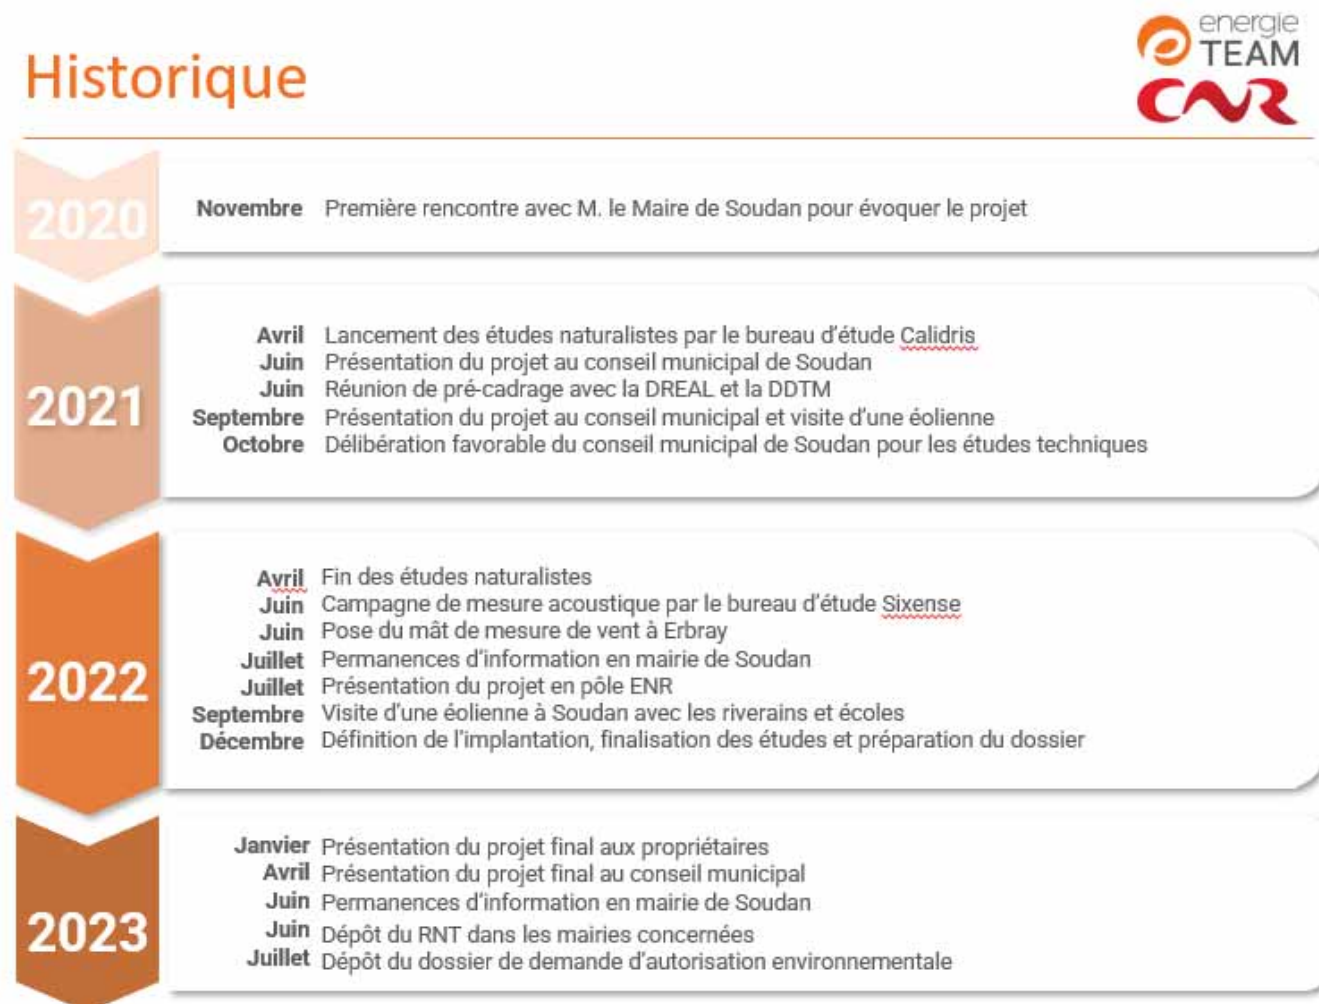 Historique
energie
TEAM
CNR
2020
Novembre Première rencontre avec M. le Maire de Soudan pour évoquer le projet
2021
Avril Lancement des études naturalistes par le bureau d'étude Calidris
Juin Présentation du projet au conseil municipal de Soudan
Juin Réunion de pré-cadrage avec la DREAL et la DDTM
Septembre Présentation du projet au conseil municipal et visite d'une éolienne
Octobre Délibération favorable du conseil municipal de Soudan pour les études techniques
2022
Avril Fin des études naturalistes
Juin Campagne de mesure acoustique par le bureau d'étude Sixense
Juin Pose du mât de mesure de vent à Erbray
Juillet Permanences d'information en mairie de Soudan
Juillet Présentation du projet en pôle ENR
Septembre Visite d'une éolienne à Soudan avec les riverains et écoles
Décembre Définition de l'implantation, finalisation des études et préparation du dossier
2023
Janvier Présentation du projet final aux propriétaires
Avril Présentation du projet final au conseil municipal
Juin Permanences d'information en mairie de Soudan
Juin Dépôt du RNT dans les mairies concernées
Juillet Dépôt du dossier de demande d'autorisation environnementale